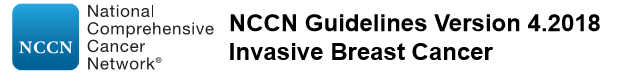 NCCN
National
Comprehensive
Cancer
Network®
NCCN Guidelines Version 4.2018
Invasive Breast Cancer